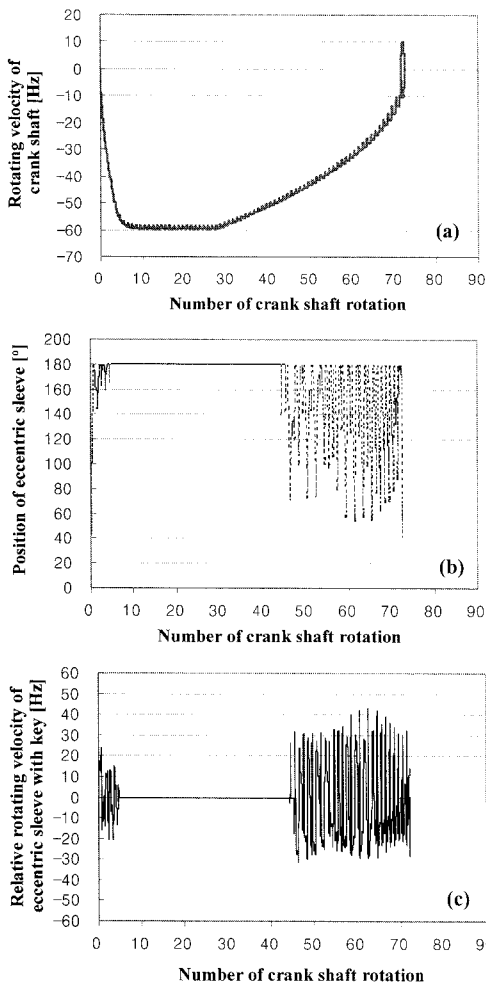 Rotating velocity of
crank shaft [Hz]
20
10
0
-10
-20
-30
-40
-50
-60
-70
(a)
0 10 20 30 40 50 60 70 80 90
Number of crank shaft rotation
Position of eccentric sleeve [°]
200
180
160
140
120
100
80
60
40
20
0
(b)
0 10 20 30 40 50 60 70 80 90
Number of crank shaft rotation
Relative rotating velocity of
eccentric sleeve with key [Hz]
60
50
40
30
20
10
0
-10
-20
-30
-40
-50
-60
(c)
0 10 20 30 40 50 60 70 80 90
Number of crank shaft rotation